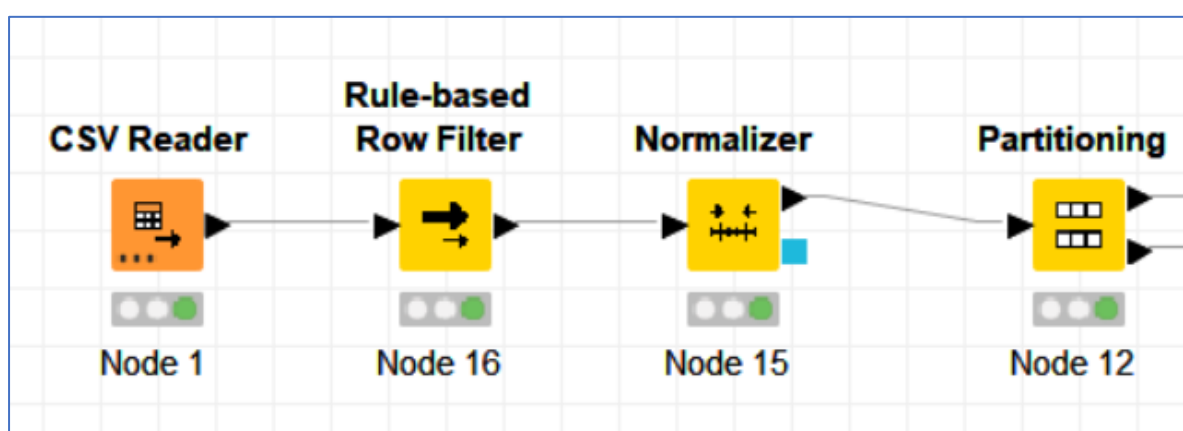 CSV Reader
Rule-based
Row Filter
Normalizer
Partitioning
Node 1
Node 16
Node 15
Node 12